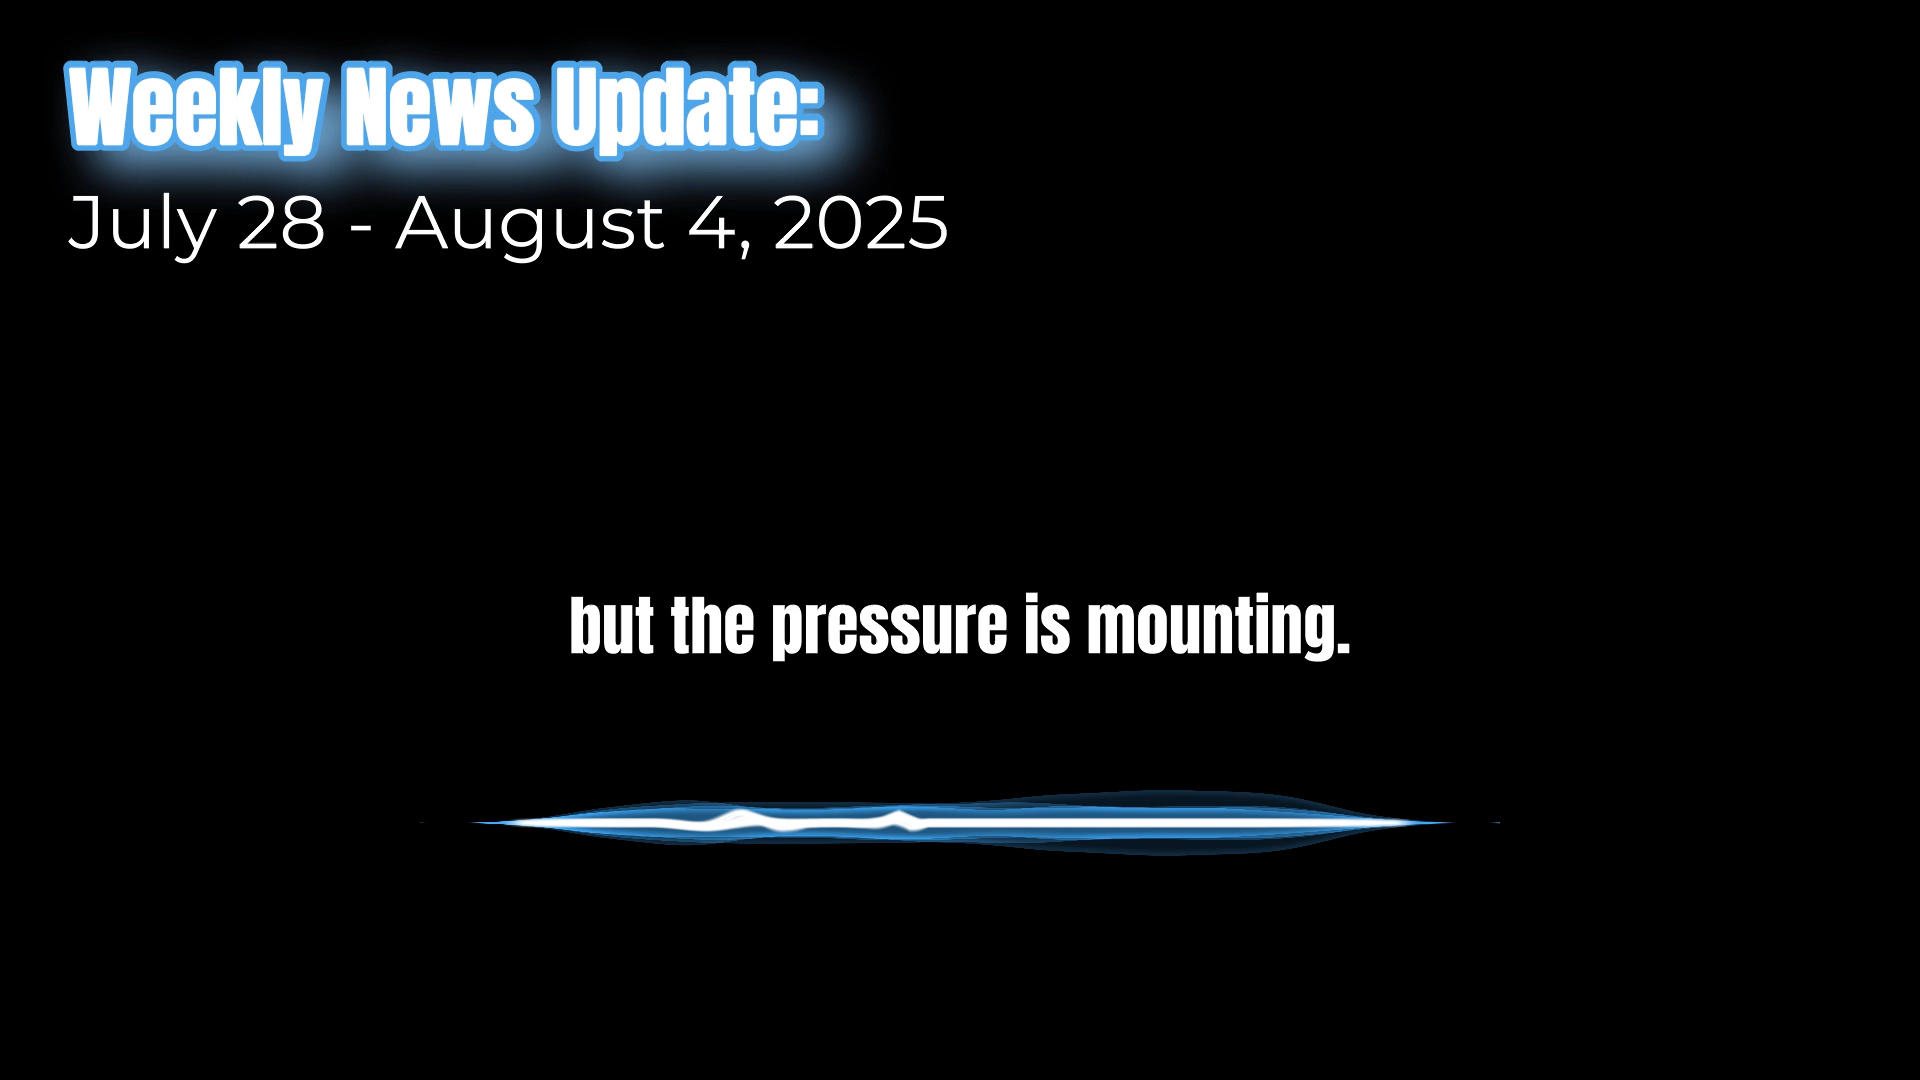 Weekly News Update:
July 28 - August 4, 2025
but the pressure is mounting.